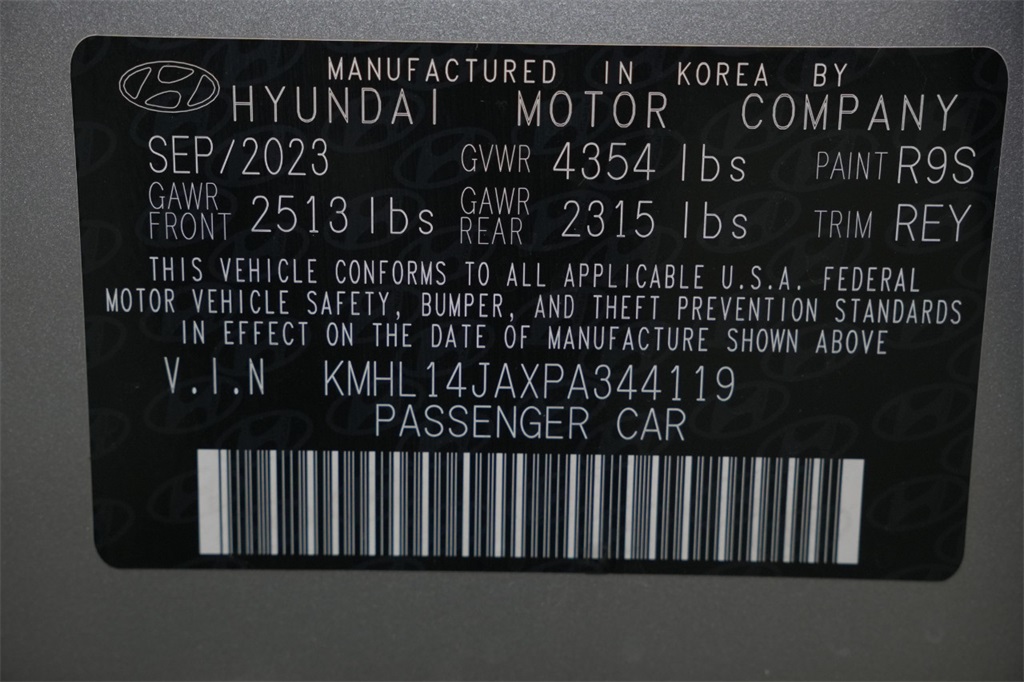 MANUFACTURED IN KOREA BY
HYUNDAI MOTOR COMPANY
SEP/2023 GVWR 4354 lbs PAINT R9S
GAWR FRONT 2513 lbs GAWR REAR 2315 lbs TRIM REY
THIS VEHICLE CONFORMS TO ALL APPLICABLE U.S.A. FEDERAL
MOTOR VEHICLE SAFETY, BUMPER, AND THEFT PREVENTION STANDARDS
IN EFFECT ON THE DATE OF MANUFACTURE SHOWN ABOVE
V.I.N KMHL14JAXPA344119
PASSENGER CAR